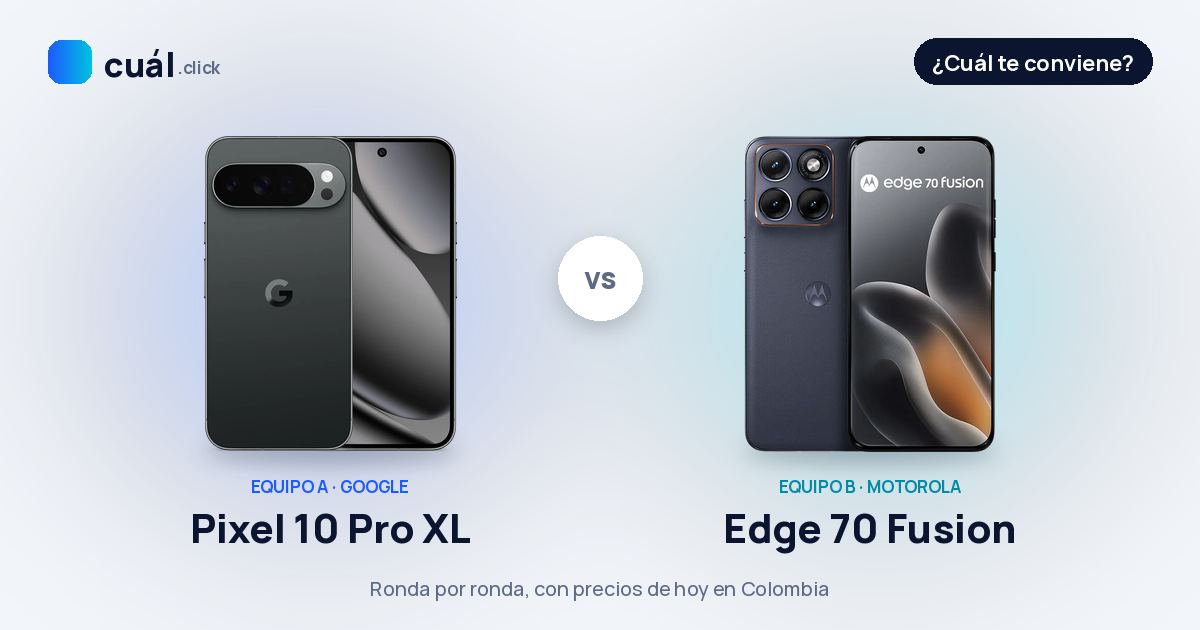 cuál.click
¿Cuál te conviene?
edge 70 fusion
VS
EQUIPO A · GOOGLE
Pixel 10 Pro XL
EQUIPO B · MOTOROLA
Edge 70 Fusion
Ronda por ronda, con precios de hoy en Colombia